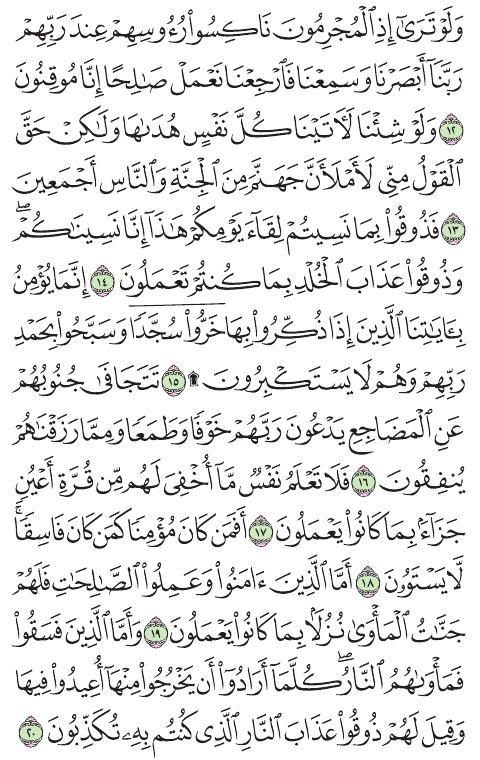 وَلَوْ تَرَىٰٓ إِذِ ٱلْمُجْرِمُونَ نَاكِسُوا۟ رُءُوسِهِمْ عِندَ رَبِّهِمْ
رَبَّنَآ أَبْصَرْنَا وَسَمِعْنَا فَٱرْجِعْنَا نَعْمَلْ صَٰلِحًا إِنَّا مُوقِنُونَ
١٢ وَلَوْ شِئْنَا لَءَاتَيْنَا كُلَّ نَفْسٍ هُدَىٰهَا وَلَٰكِنْ حَقَّ
ٱلْقَوْلُ مِنِّى لَأَمْلَأَنَّ جَهَنَّمَ مِنَ ٱلْجِنَّةِ وَٱلنَّاسِ أَجْمَعِينَ
١٣ فَذُوقُوا۟ بِمَا نَسِيتُمْ لِقَآءَ يَوْمِكُمْ هَٰذَآ إِنَّا نَسِينَٰكُمْ ۖ
وَذُوقُوا۟ عَذَابَ ٱلْخُلْدِ بِمَا كُنتُمْ تَعْمَلُونَ ١٤ إِنَّمَا يُؤْمِنُ
بِـَٔايَٰتِنَا ٱلَّذِينَ إِذَا ذُكِّرُوا۟ بِهَا خَرُّوا۟ سُجَّدًا وَسَبَّحُوا۟ بِحَمْدِ
رَبِّهِمْ وَهُمْ لَا يَسْتَكْبِرُونَ ۩ ١٥ تَتَجَافَىٰ جُنُوبُهُمْ
عَنِ ٱلْمَضَاجِعِ يَدْعُونَ رَبَّهُمْ خَوْفًا وَطَمَعًا وَمِمَّا رَزَقْنَٰهُمْ
يُنفِقُونَ ١٦ فَلَا تَعْلَمُ نَفْسٌ مَّآ أُخْفِىَ لَهُم مِّن قُرَّةِ أَعْيُنٍ
جَزَآءًۢ بِمَا كَانُوا۟ يَعْمَلُونَ ١٧ أَفَمَن كَانَ مُؤْمِنًا كَمَن كَانَ فَاسِقًا ۚ
لَّا يَسْتَوُۥنَ ١٨ أَمَّا ٱلَّذِينَ ءَامَنُوا۟ وَعَمِلُوا۟ ٱلصَّٰلِحَٰتِ فَلَهُمْ
جَنَّٰتُ ٱلْمَأْوَىٰ نُزُلًۢا بِمَا كَانُوا۟ يَعْمَلُونَ ١٩ وَأَمَّا ٱلَّذِينَ فَسَقُوا۟
فَمَأْوَىٰهُمُ ٱلنَّارُ ۖ كُلَّمَآ أَرَادُوٓا۟ أَن يَخْرُجُوا۟ مِنْهَآ أُعِيدُوا۟ فِيهَا
وَقِيلَ لَهُمْ ذُوقُوا۟ عَذَابَ ٱلنَّارِ ٱلَّذِى كُنتُم بِهِۦ تُكَذِّبُونَ ٢٠